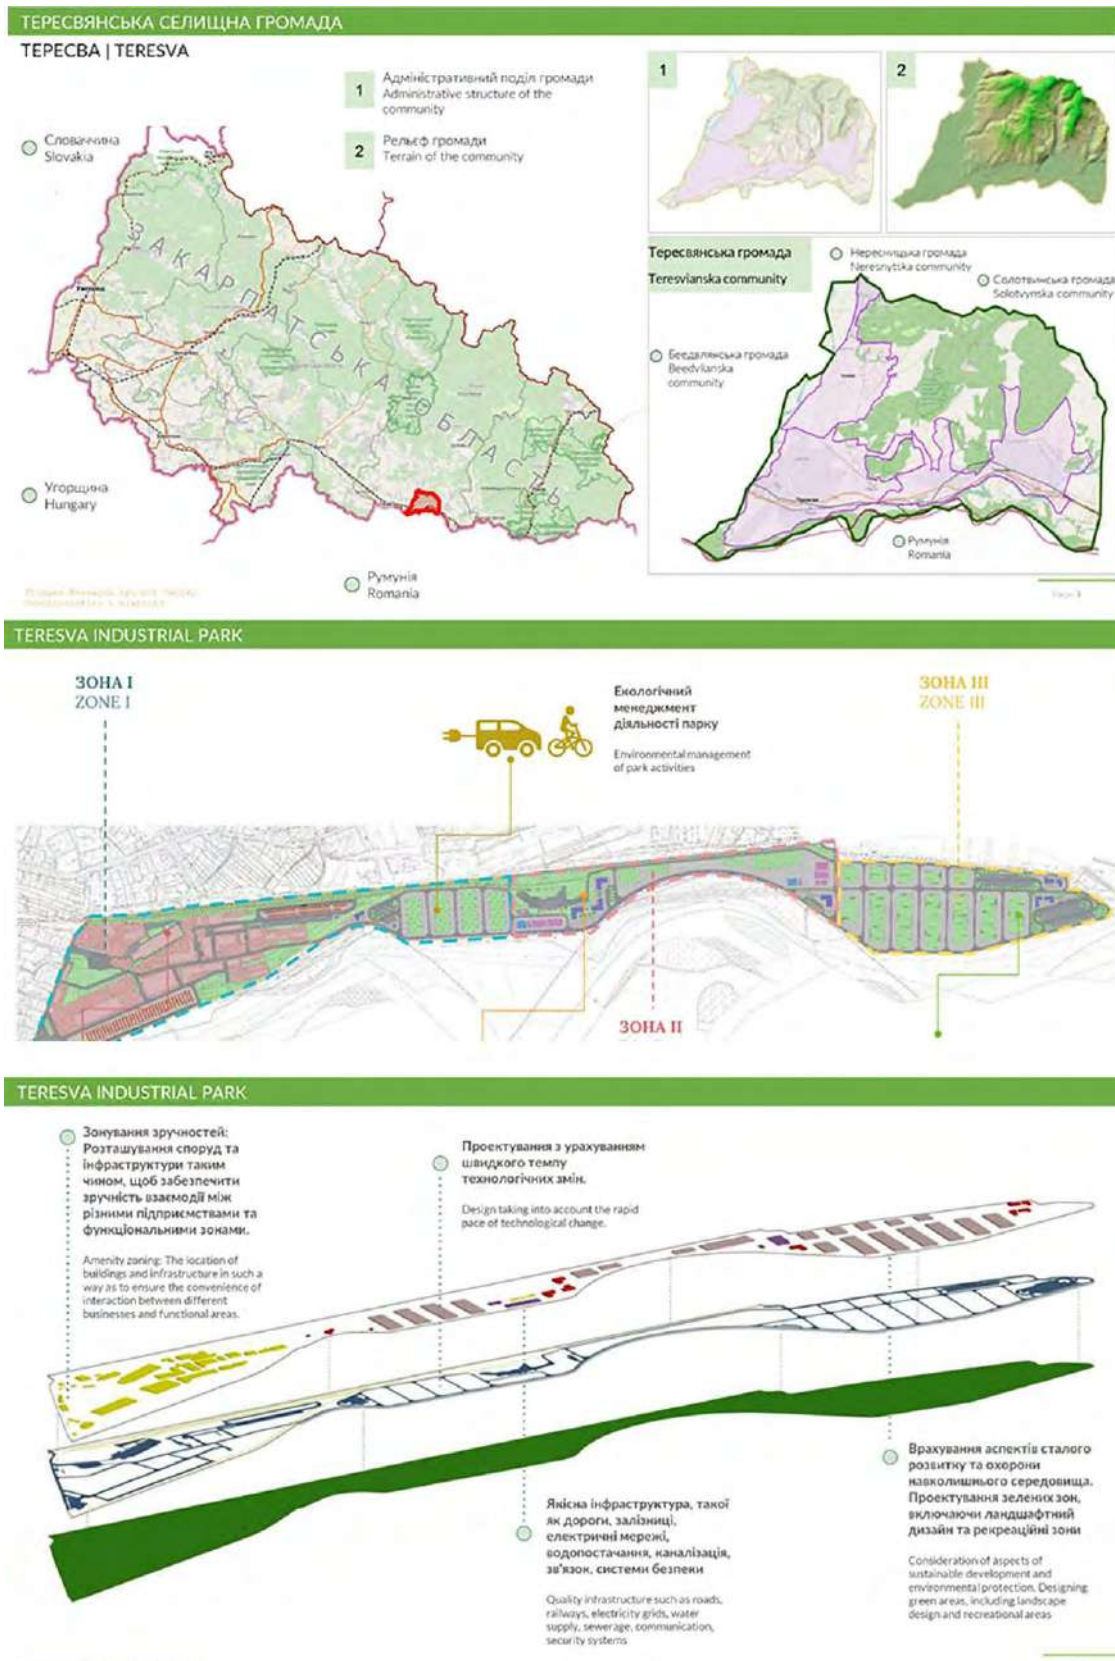 ТЕРЕСВЯНСЬКА СЕЛИЩНА ГРОМАДА
ТЕРЕСВА | TERESVA
1
Адміністративний поділ громади
Administrative structure of the
community
2
Рельєф громади
Terrain of the community
Словаччина
Slovakia
ЗАКАРПАТСЬКА ОБЛАСТЬ
Угорщина
Hungary
Румунія
Romania
1
2
Тересвянська громада
Teresvianska community
Нересницька громада
Neresnytska community
Солотвинська громада
Solotvynska community
Беедвлянська громада
Beedvlianska
community
Румунія
Romania
TERESVA INDUSTRIAL PARK
ЗОНА I
ZONE I
Екологічний
менеджмент
діяльності парку
Environmental management
of park activities
ЗОНА III
ZONE III
ЗОНА II
TERESVA INDUSTRIAL PARK
Зонування зручностей:
Розташування споруд та
інфраструктури таким
чином, щоб забезпечити
зручність взаємодії між
різними підприємствами та
функціональними зонами.
Amenity zoning: The location of
buildings and infrastructure in such a
way as to ensure the convenience of
interaction between different
businesses and functional areas.
Проектування з урахуванням
швидкого темпу
технологічних змін.
Design taking into account the rapid
pace of technological change.
Якісна інфраструктура, такої
як дороги, залізниці,
електричні мережі,
водопостачання, каналізація,
зв'язок, системи безпеки
Quality infrastructure such as roads,
railways, electricity grids, water
supply, sewerage, communication,
security systems
Врахування аспектів сталого
розвитку та охорони
навколишнього середовища.
Проектування зелених зон,
включаючи ландшафтний
дизайн та рекреаційні зони
Consideration of aspects of
sustainable development and
environmental protection. Designing
green areas, including landscape
design and recreational areas